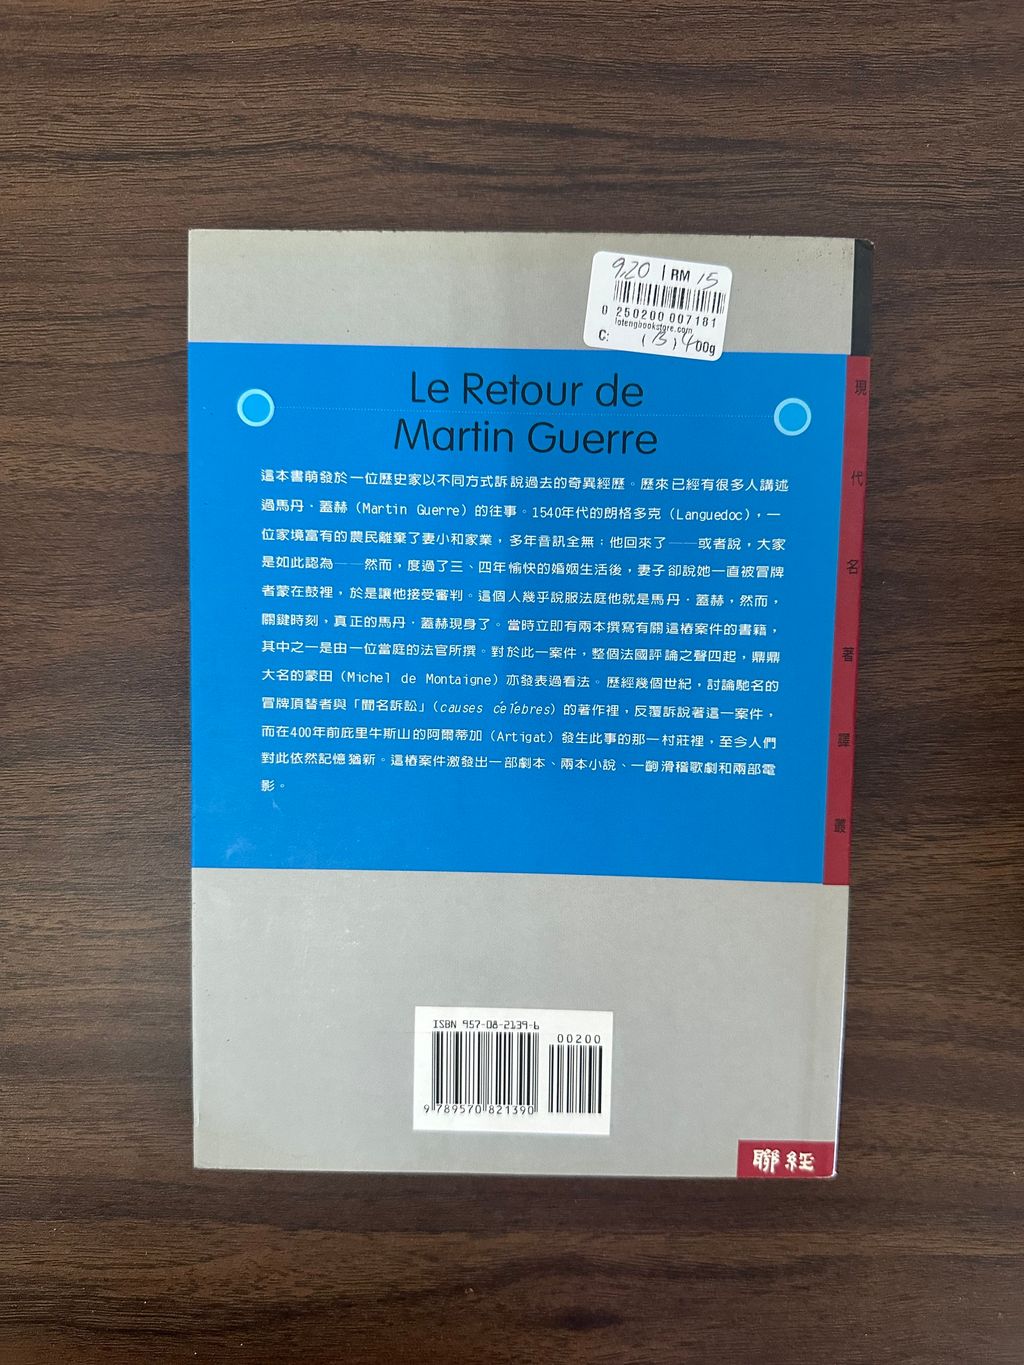 9.20 | RM 15
0 250200 007181
lotengbookstore.com
C: (B) 400g
Le Retour de
Martin Guerre
這本書萌發於一位歷史家以不同方式訴說過去的奇異經歷。歷來已經有很多人講述
過馬丹．蓋赫（Martin Guerre）的往事。1540年代的朗格多克（Languedoc），一
位家境富有的農民離棄了妻小和家業，多年音訊全無；他回來了——或者說，大家
是如此認為——然而，度過了三、四年愉快的婚姻生活後，妻子卻說她一直被冒牌
者蒙在鼓裡，於是讓他接受審判。這個人幾乎說服法庭他就是馬丹．蓋赫，然而，
關鍵時刻，真正的馬丹．蓋赫現身了。當時立即有兩本撰寫有關這樁案件的書籍，
其中之一是由一位當庭的法官所撰。對於此一案件，整個法國評論之聲四起，鼎鼎
大名的蒙田（Michel de Montaigne）亦發表過看法。歷經幾個世紀，討論馳名的
冒牌頂替者與「聞名訴訟」（causes célèbres）的著作裡，反覆訴說著這一案件，
而在400年前庇里牛斯山的阿爾蒂加（Artigat）發生此事的那一村莊裡，至今人們
對此依然記憶猶新。這樁案件激發出一部劇本、兩本小說、一齣滑稽歌劇和兩部電
影。
現代名著譯叢
ISBN 957-08-2139-6
00200
9 789570 821390
聯經